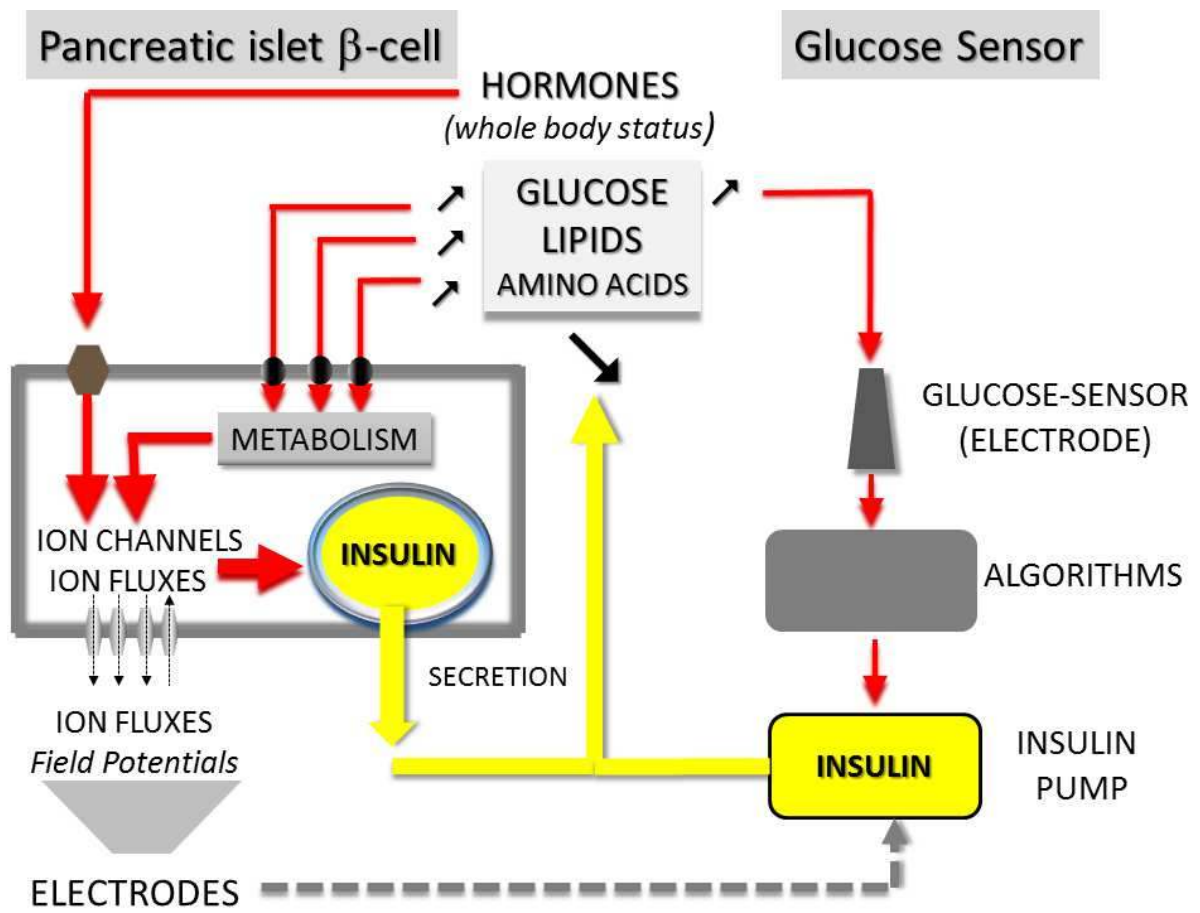 Pancreatic islet β-cell
Glucose Sensor
HORMONES
(whole body status)
GLUCOSE
LIPIDS
AMINO ACIDS
METABOLISM
GLUCOSE-SENSOR
(ELECTRODE)
ION CHANNELS
ION FLUXES
INSULIN
ALGORITHMS
SECRETION
ION FLUXES
Field Potentials
INSULIN
INSULIN
PUMP
ELECTRODES